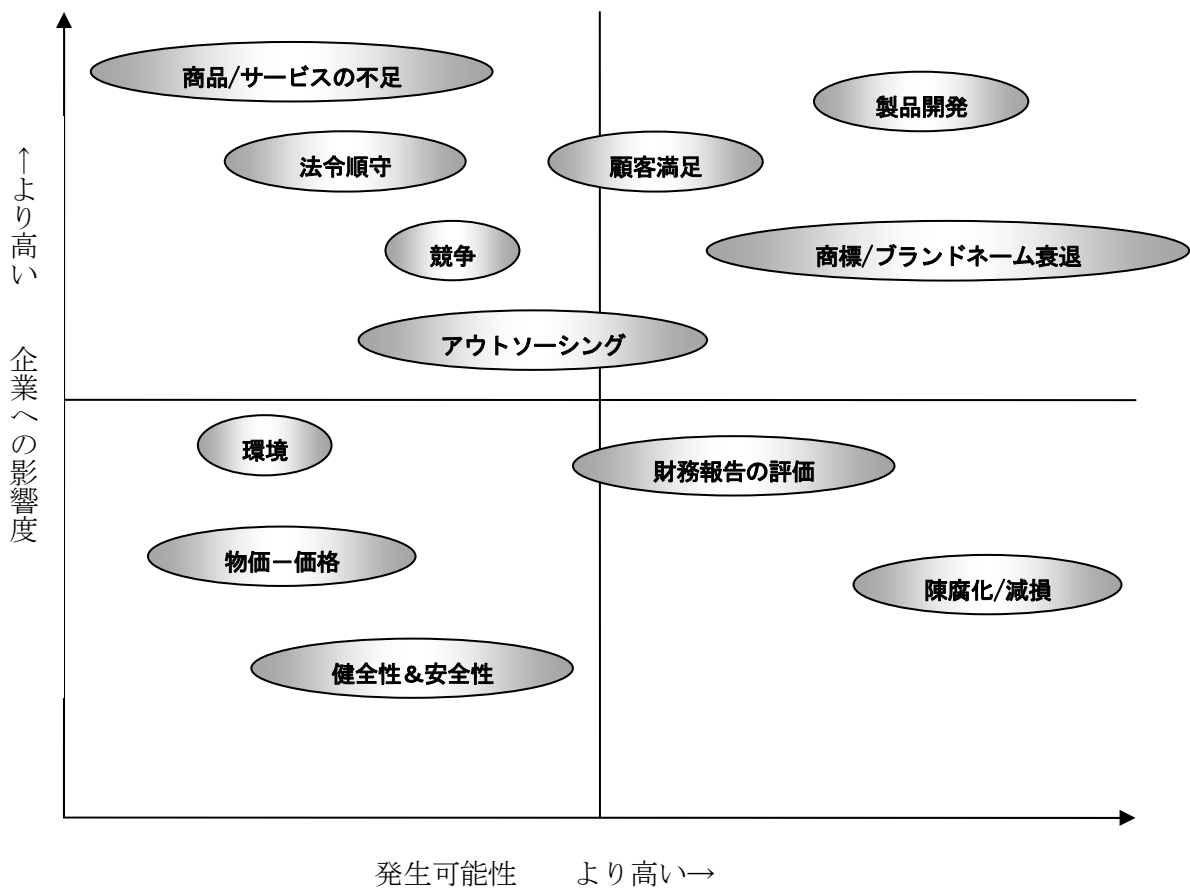 商品/サービスの不足
製品開発
法令順守
顧客満足
競争
商標/ブランドネーム衰退
アウトソーシング
環境
財務報告の評価
物価－価格
陳腐化/減損
健全性＆安全性
←より高い　企業への影響度
発生可能性　より高い→